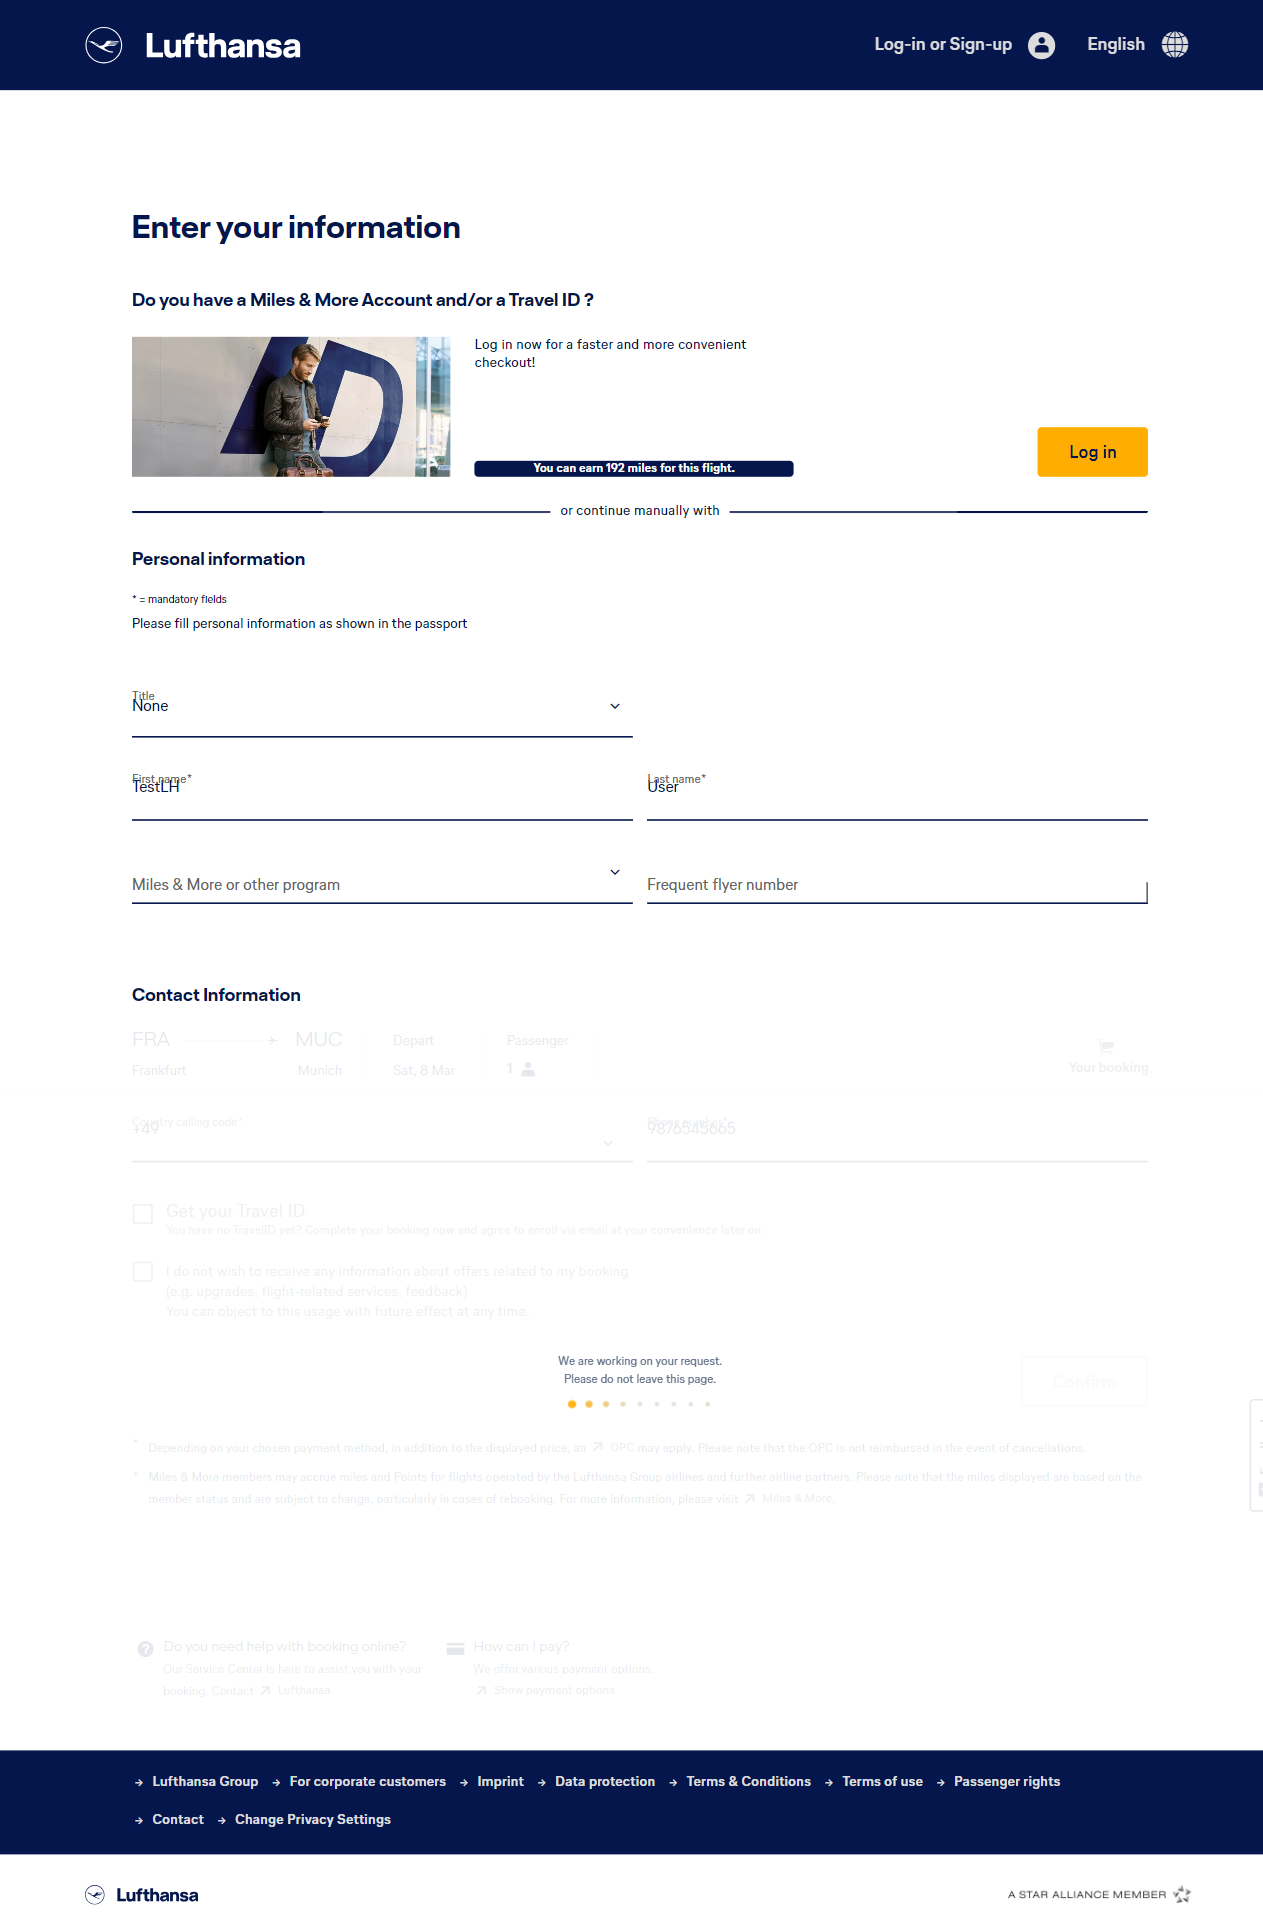 Lufthansa
Log-in or Sign-up
English
Enter your information
Do you have a Miles & More Account and/or a Travel ID ?
Log in now for a faster and more convenient
checkout!
You can earn 192 miles for this flight.
Log in
or continue manually with
Personal information
* = mandatory fields
Please fill personal information as shown in the passport
Title
None
First name*
TestLH
Last name*
User
Miles & More or other program
Frequent flyer number
Contact Information
FRA
MUC
Depart
Passenger
Frankfurt
Munich
Sat, 8 Mar
1
Your booking
Country calling code*
+49
Phone number*
9876545665
Get your Travel ID
You have no TravelID yet? Complete your booking now and agree to enroll via email at your convenience later on
I do not wish to receive any information about offers related to my booking
(e.g. upgrades, flight-related services, feedback)
You can object to this usage with future effect at any time.
We are working on your request.
Please do not leave this page.
Confirm
* Depending on your chosen payment method, in addition to the displayed price, an OPC may apply. Please note that the OPC is not reimbursed in the event of cancellations.
* Miles & More members may accrue miles and Points for flights operated by the Lufthansa Group airlines and further airline partners. Please note that the miles displayed are based on the
member status and are subject to change, particularly in cases of rebooking. For more information, please visit Miles & More.
Do you need help with booking online?
Our Service Center is here to assist you with your
booking. Contact Lufthansa
How can I pay?
We offer various payment options.
Show payment options
Lufthansa Group
For corporate customers
Imprint
Data protection
Terms & Conditions
Terms of use
Passenger rights
Contact
Change Privacy Settings
Lufthansa
A STAR ALLIANCE MEMBER